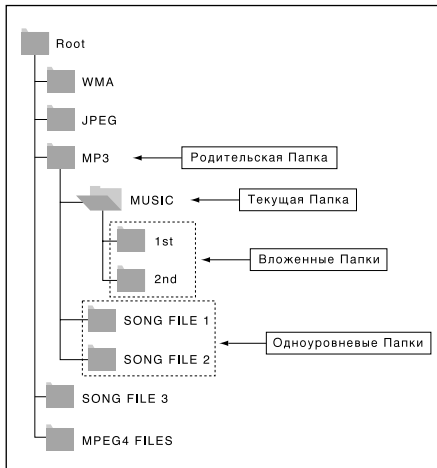 Root
WMA
JPEG
MP3
Родительская Папка
MUSIC
Текущая Папка
1st
2nd
Вложенные Папки
SONG FILE 1
SONG FILE 2
Одноуровневые Папки
SONG FILE 3
MPEG4 FILES